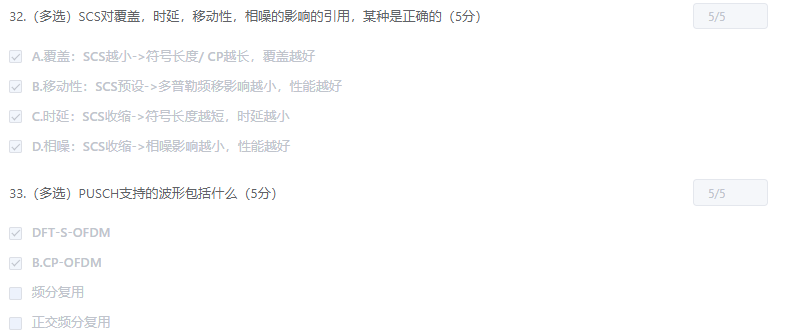 32.（多选）SCS对覆盖，时延，移动性，相噪的影响的引用，某种是正确的（5分）
5/5
A.覆盖：SCS越小->符号长度/ CP越长，覆盖越好
B.移动性：SCS预设->多普勒频移影响越小，性能越好
C.时延：SCS收缩->符号长度越短，时延越小
D.相噪：SCS收缩->相噪影响越小，性能越好
33.（多选）PUSCH支持的波形包括什么（5分）
5/5
DFT-S-OFDM
B.CP-OFDM
频分复用
正交频分复用